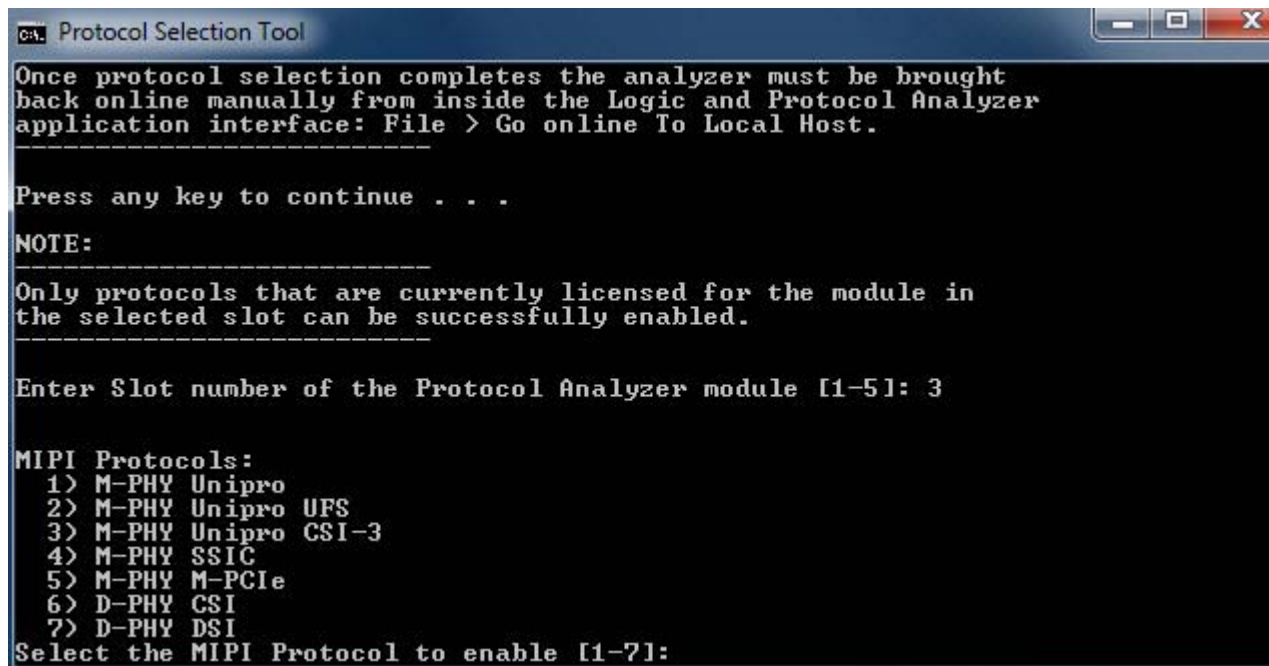 Protocol Selection Tool
Once protocol selection completes the analyzer must be brought
back online manually from inside the Logic and Protocol Analyzer
application interface: File > Go online To Local Host.
--------------------------
Press any key to continue . . .
NOTE:
--------------------------
Only protocols that are currently licensed for the module in
the selected slot can be successfully enabled.
--------------------------
Enter Slot number of the Protocol Analyzer module [1-5]: 3
MIPI Protocols:
1) M-PHY Unipro
2) M-PHY Unipro UFS
3) M-PHY Unipro CSI-3
4) M-PHY SSIC
5) M-PHY M-PCIe
6) D-PHY CSI
7) D-PHY DSI
Select the MIPI Protocol to enable [1-7]: